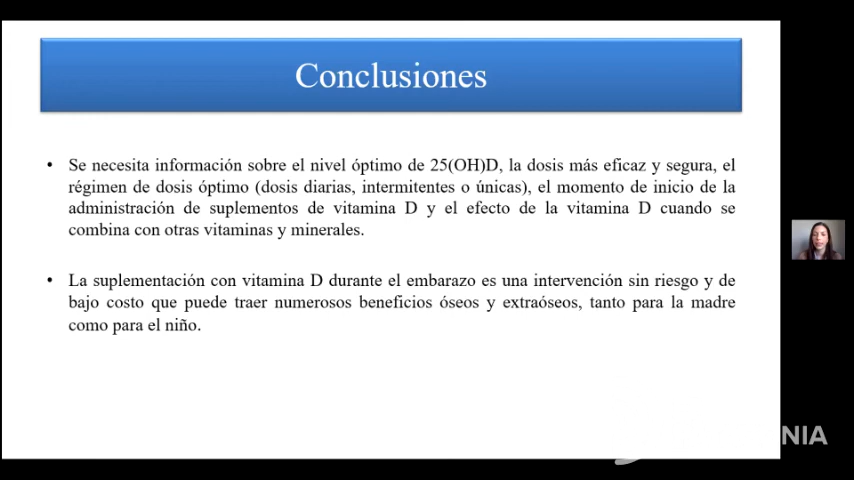 Conclusiones
• Se necesita información sobre el nivel óptimo de 25(OH)D, la dosis más eficaz y segura, el
régimen de dosis óptimo (dosis diarias, intermitentes o únicas), el momento de inicio de la
administración de suplementos de vitamina D y el efecto de la vitamina D cuando se
combina con otras vitaminas y minerales.
• La suplementación con vitamina D durante el embarazo es una intervención sin riesgo y de
bajo costo que puede traer numerosos beneficios óseos y extraóseos, tanto para la madre
como para el niño.
NIA